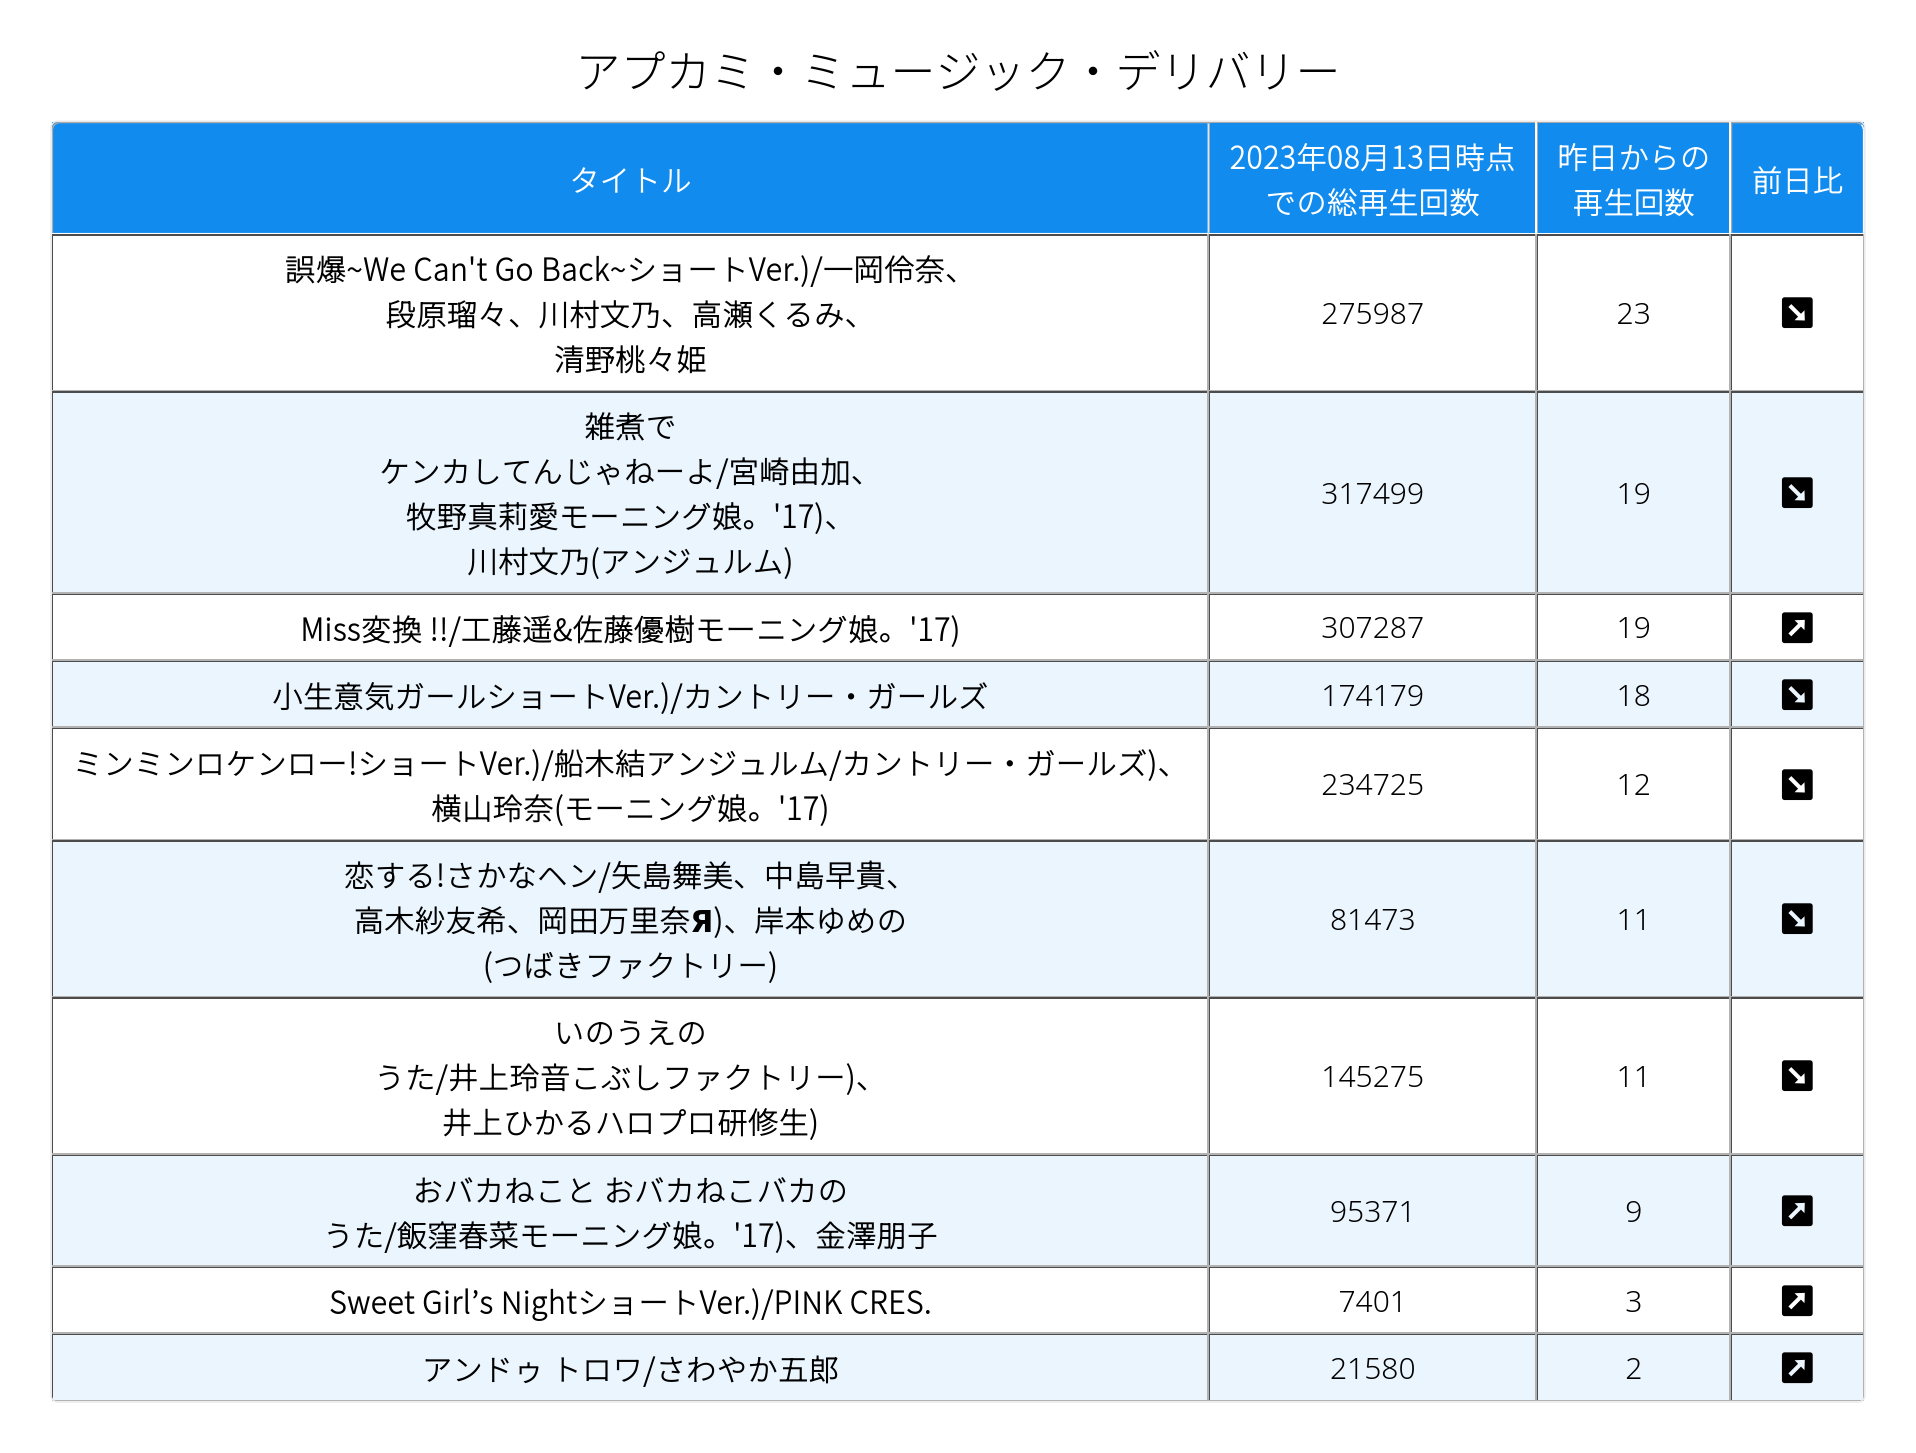 アプカミ・ミュージック・デリバリー
タイトル
2023年08月13日時点
での総再生回数
昨日からの
再生回数
前日比
誤爆~We Can't Go Back~ショートVer.)/一岡伶奈、
段原瑠々、川村文乃、高瀬くるみ、
清野桃々姫
275987
23
雑煮で
ケンカしてんじゃねーよ/宮崎由加、
牧野真莉愛モーニング娘。'17)、
川村文乃(アンジュルム)
317499
19
Miss変換 !!/工藤遥&佐藤優樹モーニング娘。'17)
307287
19
小生意気ガールショートVer.)/カントリー・ガールズ
174179
18
ミンミンロケンロー!ショートVer.)/船木結アンジュルム/カントリー・ガールズ)、
横山玲奈(モーニング娘。'17)
234725
12
恋する!さかなヘン/矢島舞美、中島早貴、
高木紗友希、岡田万里奈Я)、岸本ゆめの
(つばきファクトリー)
81473
11
いのうえの
うた/井上玲音こぶしファクトリー)、
井上ひかるハロプロ研修生)
145275
11
おバカねこと おバカねこバカの
うた/飯窪春菜モーニング娘。'17)、金澤朋子
95371
9
Sweet Girl’s NightショートVer.)/PINK CRES.
7401
3
アンドゥ トロワ/さわやか五郎
21580
2